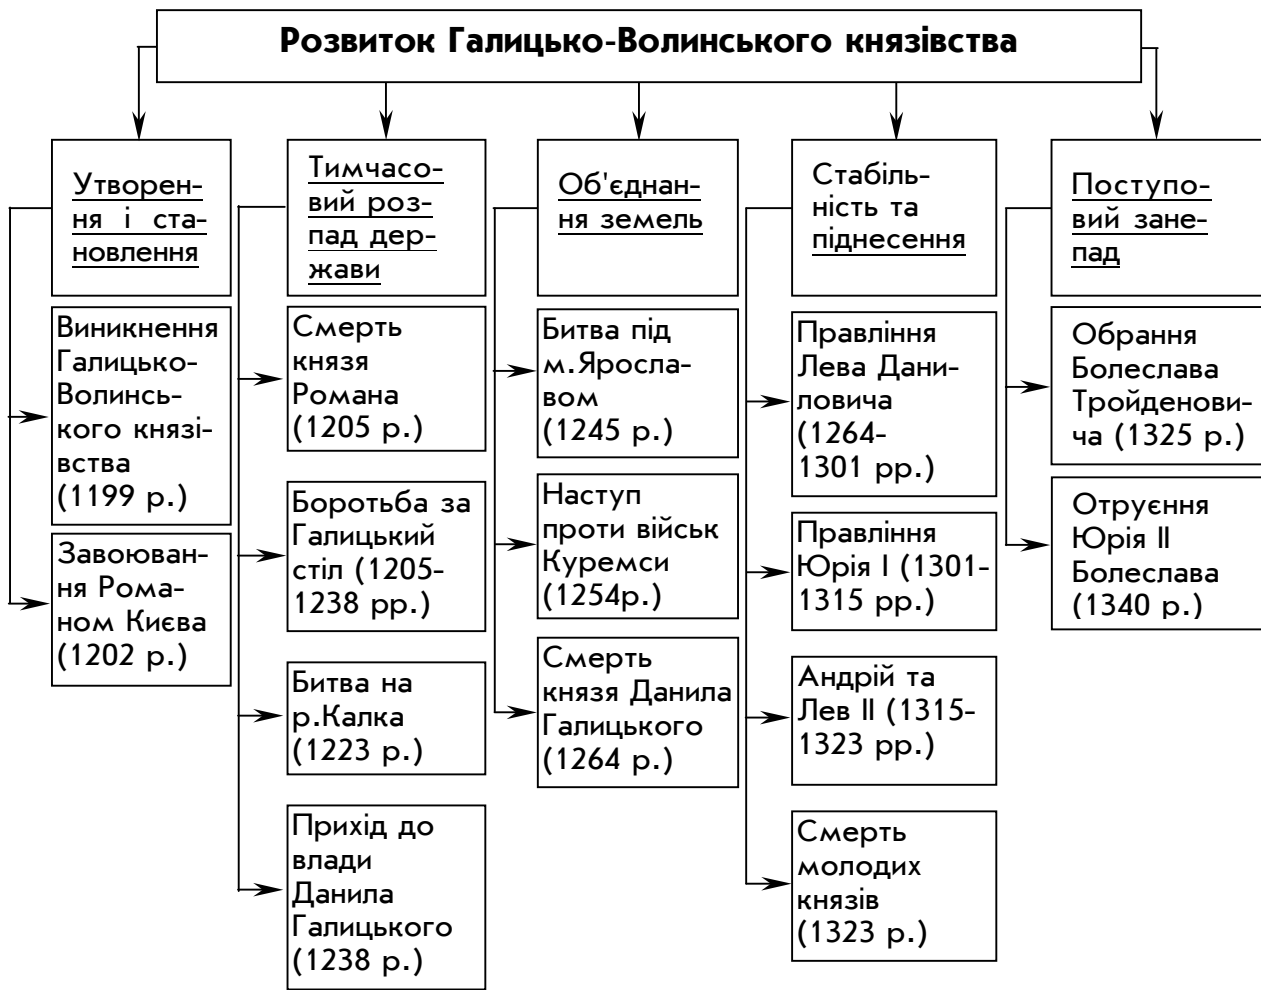 Розвиток Галицько-Волинського князівства
Утворен-
ня і ста-
новлення
Виникнення
Галицько-
Волинсь-
кого князі-
вства
(1199 р.)
Завоюван-
ня Рома-
ном Києва
(1202 р.)
Тимчасо-
вий роз-
пад дер-
жави
Смерть
князя
Романа
(1205 р.)
Боротьба за
Галицький
стіл (1205-
1238 рр.)
Битва на
р.Калка
(1223 р.)
Прихід до
влади
Данила
Галицького
(1238 р.)
Об'єднан-
ня земель
Битва під
м.Яросла-
вом
(1245 р.)
Наступ
проти військ
Куремси
(1254р.)
Смерть
князя Данила
Галицького
(1264 р.)
Стабіль-
ність та
піднесення
Правління
Лева Дани-
ловича
(1264-
1301 рр.)
Правління
Юрія І (1301-
1315 рр.)
Андрій та
Лев ІІ (1315-
1323 рр.)
Смерть
молодих
князів
(1323 р.)
Поступо-
вий зане-
пад
Обрання
Болеслава
Тройденови-
ча (1325 р.)
Отруєння
Юрія ІІ
Болеслава
(1340 р.)